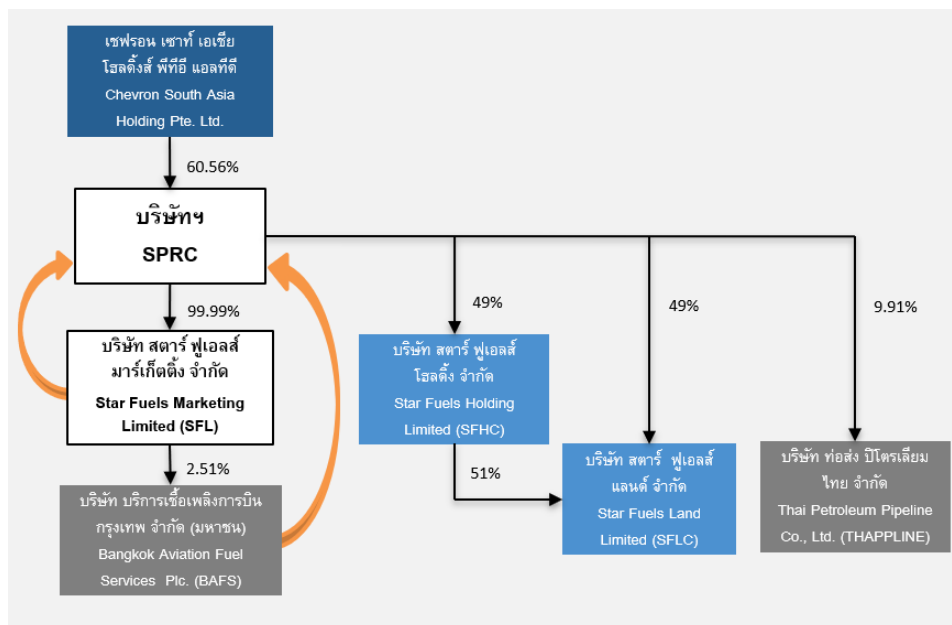 เชฟรอน เซาท์ เอเชีย
โฮลดิ้งส์ พีทีอี แอลทีดี
Chevron South Asia
Holding Pte. Ltd.
60.56%
บริษัทฯ
SPRC
99.99%
49%
49%
9.91%
บริษัท สตาร์ ฟูเอลส์
มาร์เก็ตติ้ง จำกัด
Star Fuels Marketing
Limited (SFL)
บริษัท สตาร์ ฟูเอลส์
โฮลดิ้ง จำกัด
Star Fuels Holding
Limited (SFHC)
2.51%
51%
บริษัท บริการเชื้อเพลิงการบิน
กรุงเทพ จำกัด (มหาชน)
Bangkok Aviation Fuel
Services Plc. (BAFS)
บริษัท สตาร์ ฟูเอลส์
แลนด์ จำกัด
Star Fuels Land
Limited (SFLC)
บริษัท ท่อส่ง ปิโตรเลียม
ไทย จำกัด
Thai Petroleum Pipeline
Co., Ltd. (THAPPLINE)